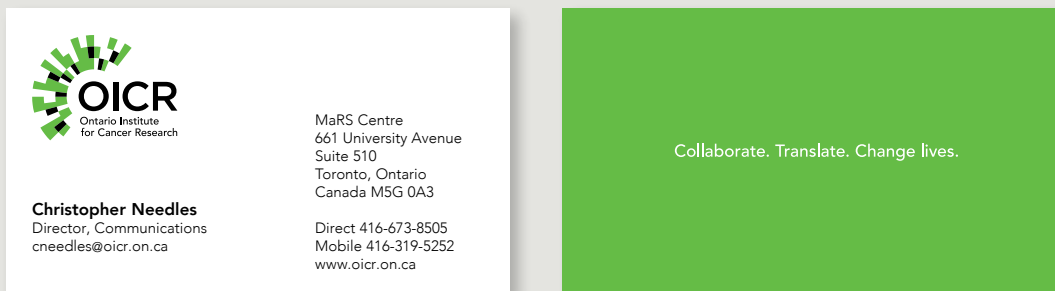 OICR
Ontario Institute
for Cancer Research
Christopher Needles
Director, Communications
cneedles@oicr.on.ca
MaRS Centre
661 University Avenue
Suite 510
Toronto, Ontario
Canada M5G 0A3
Direct 416-673-8505
Mobile 416-319-5252
www.oicr.on.ca
Collaborate. Translate. Change lives.